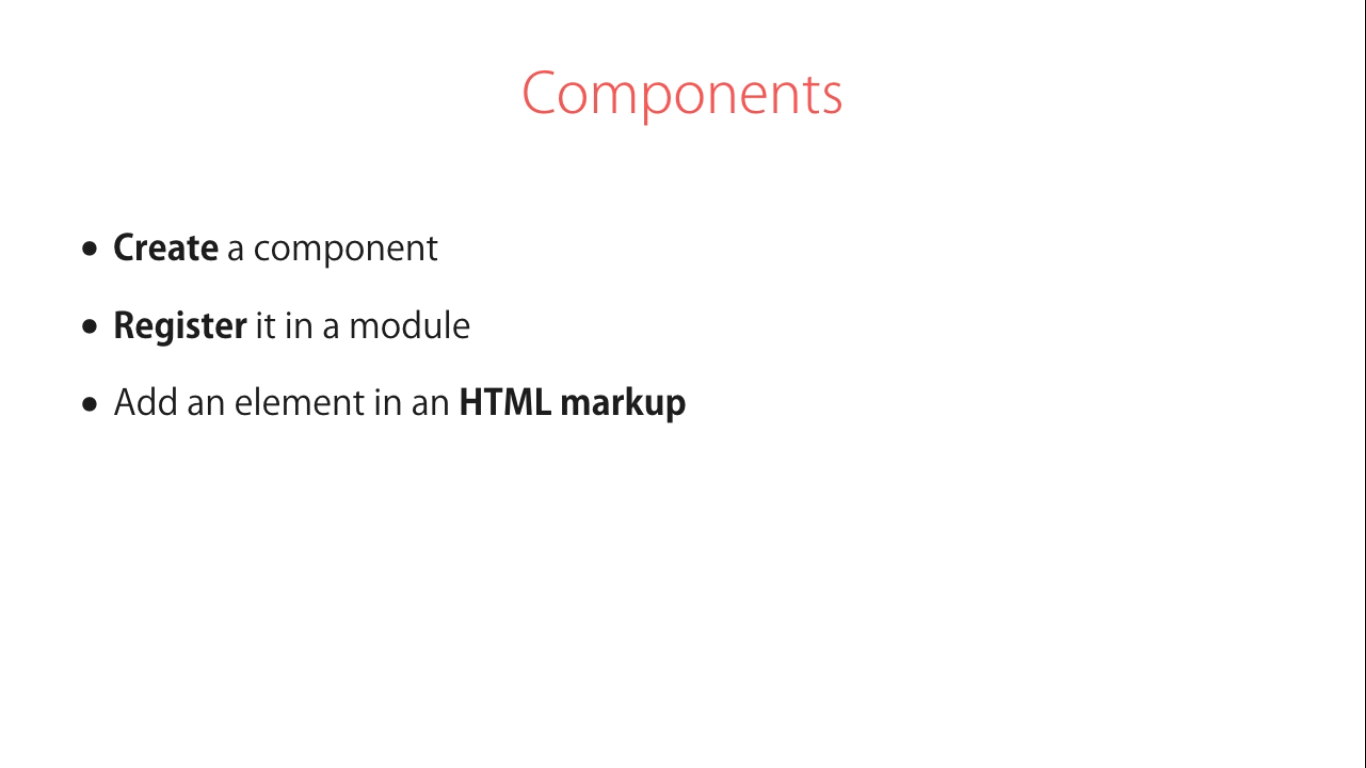 Components
• Create a component
• Register it in a module
• Add an element in an HTML markup